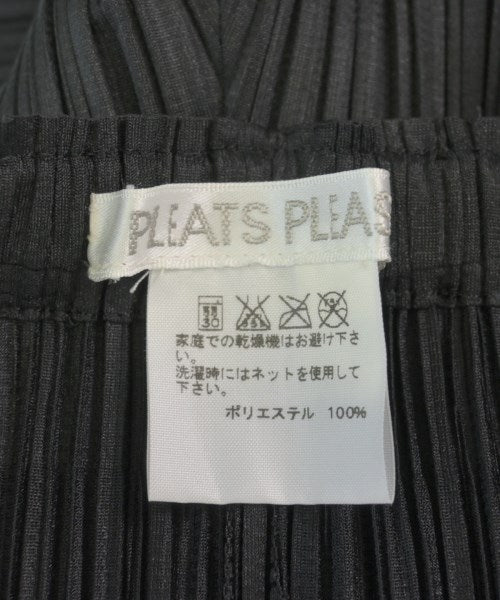 PLEATS PLEAS
家庭での乾燥機はお避け下さ
い。
洗濯時にはネットを使用して
下さい。
ポリエステル 100%